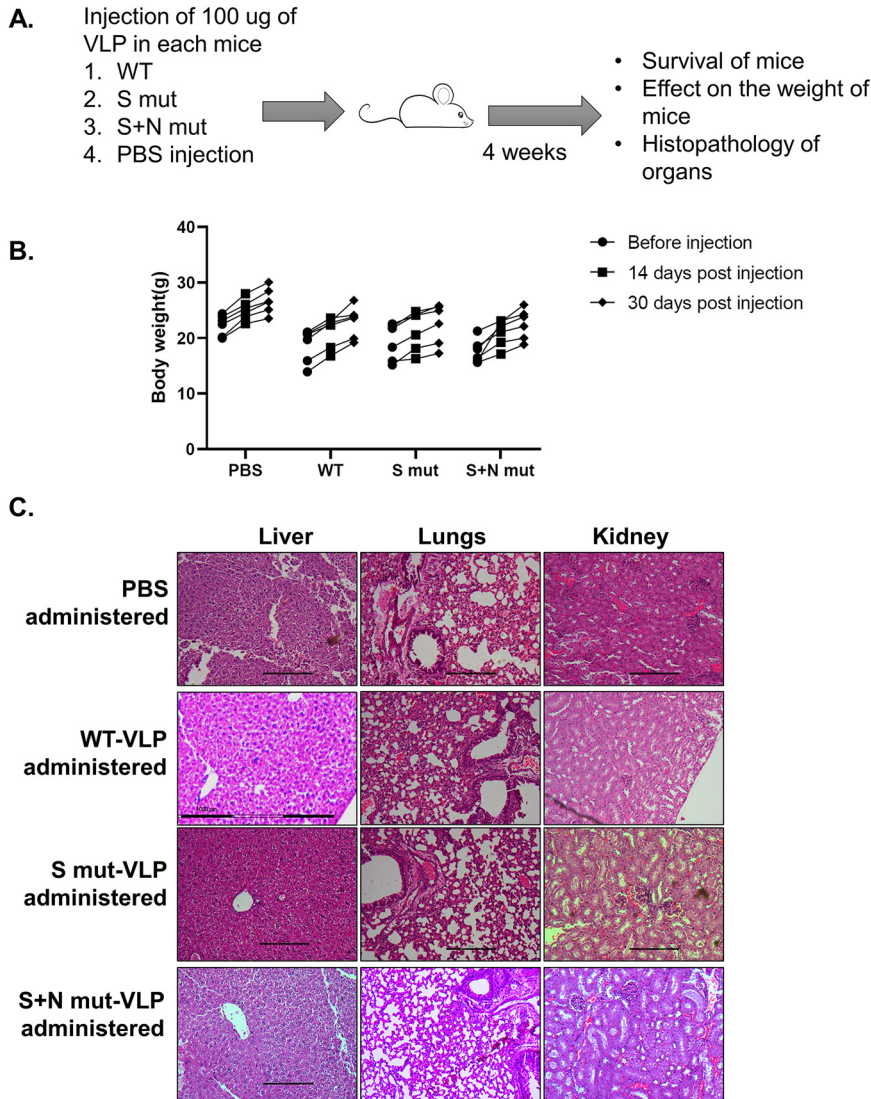 A.
Injection of 100 ug of
VLP in each mice
1. WT
2. S mut
3. S+N mut
4. PBS injection
4 weeks
• Survival of mice
• Effect on the weight of
mice
• Histopathology of
organs
B.
Body weight(g)
40
30
20
10
0
PBS
WT
S mut
S+N mut
Before injection
14 days post injection
30 days post injection
C.
Liver
Lungs
Kidney
PBS
administered
WT-VLP
administered
S mut-VLP
administered
S+N mut-VLP
administered